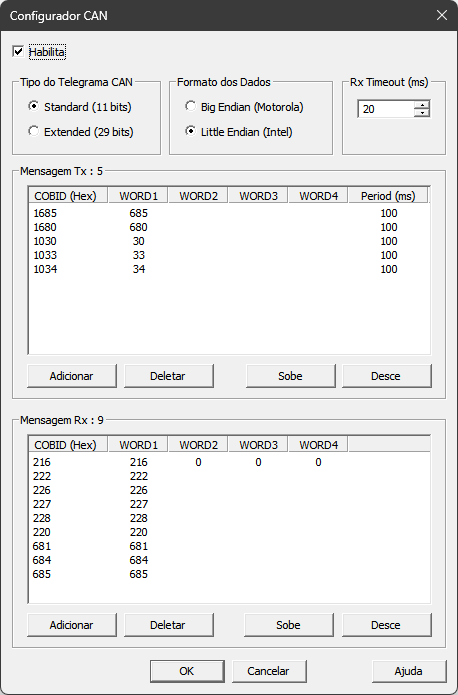 Configurador CAN
Habilita
Tipo do Telegrama CAN Formato dos Dados Rx Timeout (ms)
Standard (11 bits) Big Endian (Motorola) 20
Extended (29 bits) Little Endian (Intel)
Mensagem Tx : 5
COBID (Hex) WORD1 WORD2 WORD3 WORD4 Period (ms)
1685 685 100
1680 680 100
1030 30 100
1033 33 100
1034 34 100
Adicionar Deletar Sobe Desce
Mensagem Rx : 9
COBID (Hex) WORD1 WORD2 WORD3 WORD4
216 216 0 0 0
222 222
226 226
227 227
228 228
220 220
681 681
684 684
685 685
Adicionar Deletar Sobe Desce
OK Cancelar Ajuda